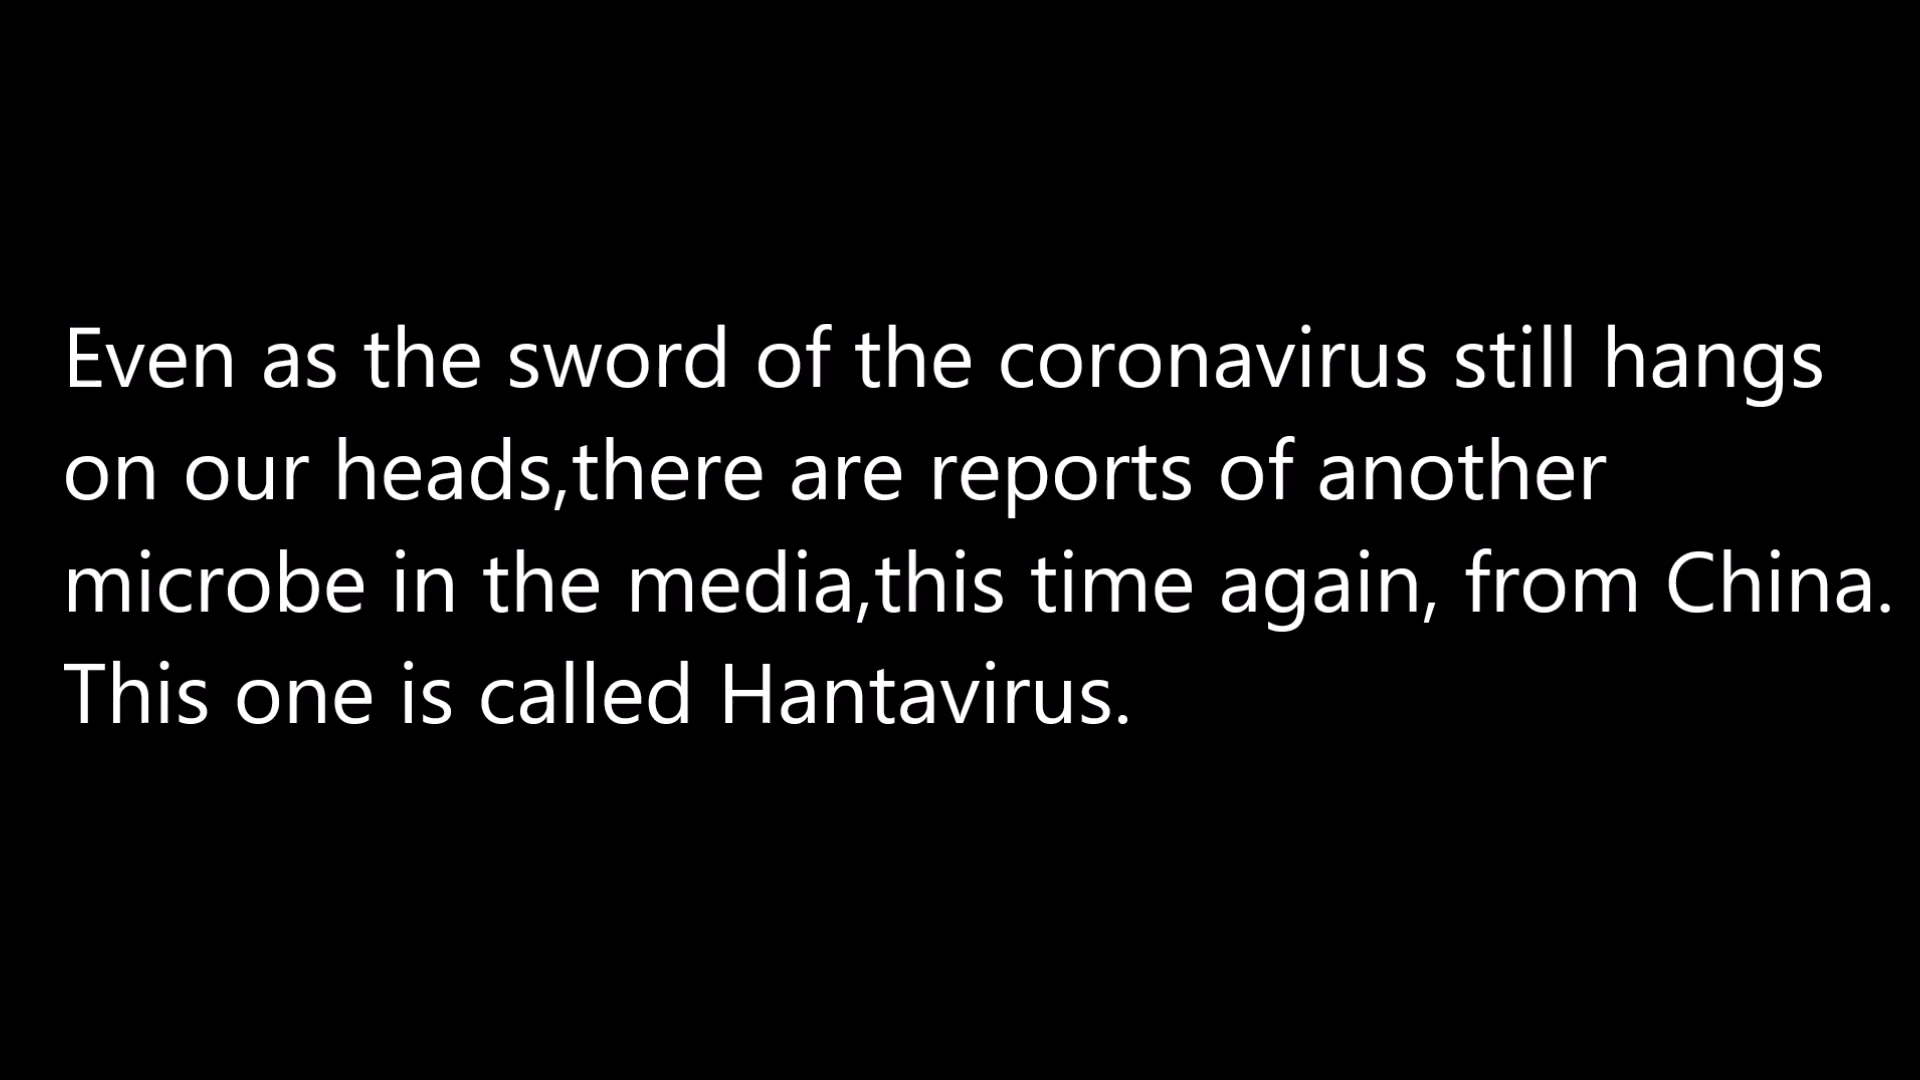 Even as the sword of the coronavirus still hangs
on our heads,there are reports of another
microbe in the media,this time again, from China.
This one is called Hantavirus.